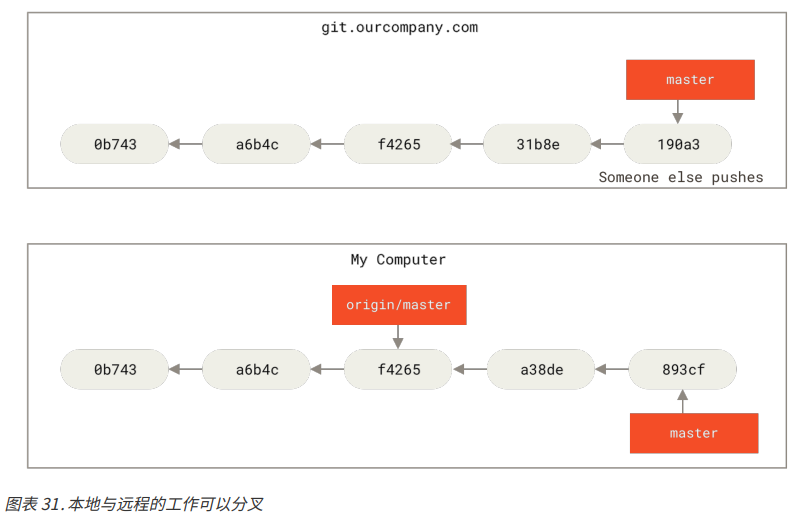 git.ourcompany.com
master
0b743
a6b4c
f4265
31b8e
190a3
Someone else pushes
My Computer
origin/master
0b743
a6b4c
f4265
a38de
893cf
master
图表 31.本地与远程的工作可以分叉